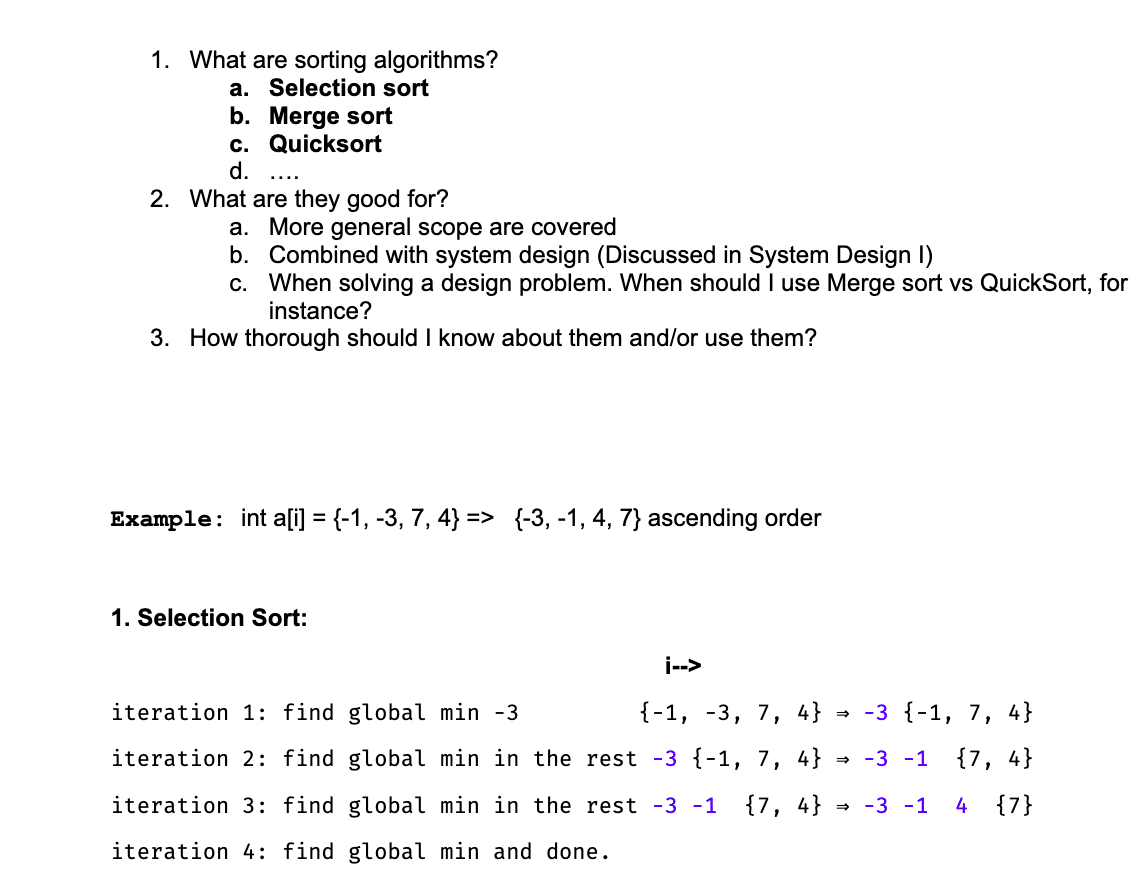 1. What are sorting algorithms?
a. Selection sort
b. Merge sort
c. Quicksort
d. ....
2. What are they good for?
a. More general scope are covered
b. Combined with system design (Discussed in System Design I)
c. When solving a design problem. When should I use Merge sort vs QuickSort, for
instance?
3. How thorough should I know about them and/or use them?
Example: int a[i] = {-1, -3, 7, 4} => {-3, -1, 4, 7} ascending order
1. Selection Sort:
i-->
iteration 1: find global min -3 {-1, -3, 7, 4} ⇒ -3 {-1, 7, 4}
iteration 2: find global min in the rest -3 {-1, 7, 4} ⇒ -3 -1 {7, 4}
iteration 3: find global min in the rest -3 -1 {7, 4} ⇒ -3 -1 4 {7}
iteration 4: find global min and done.